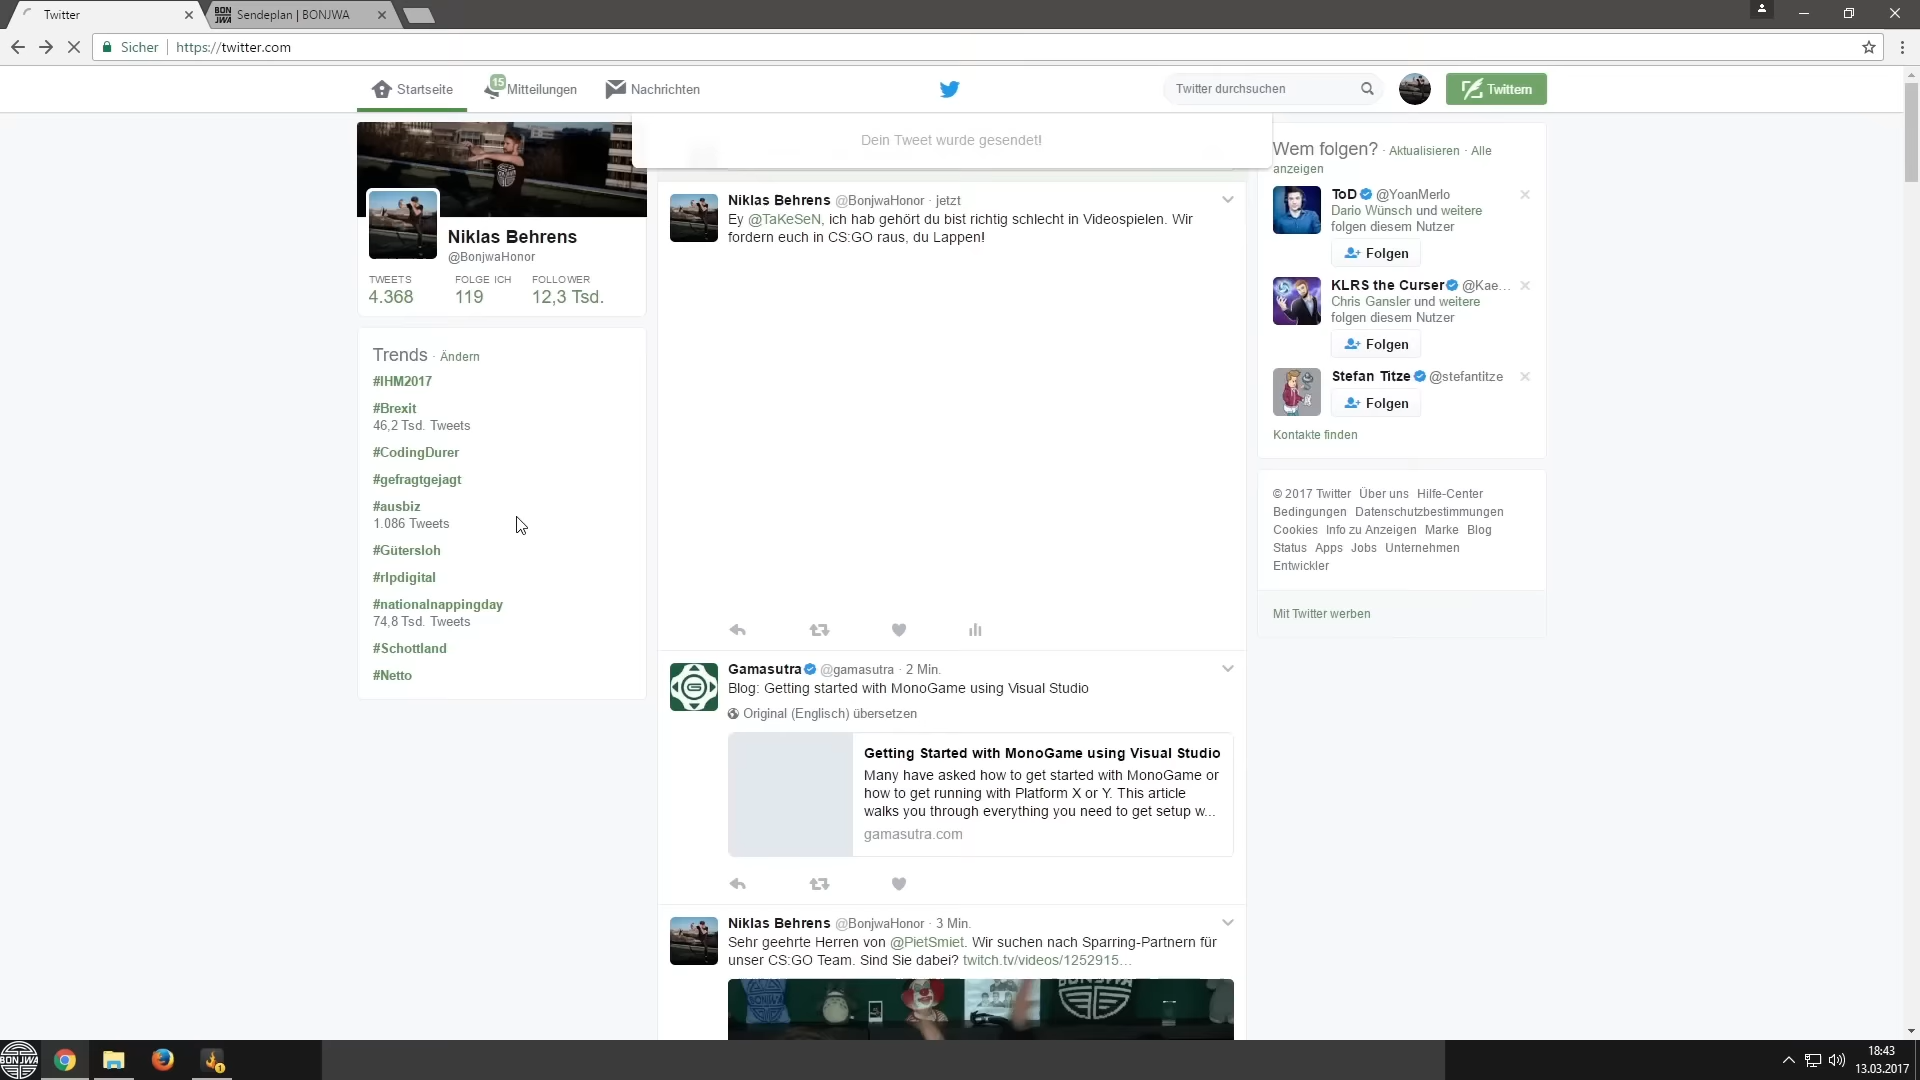 Twitter
Sendeplan | BONJWA
Sicher
https://twitter.com
Startseite
15
Mitteilungen
Nachrichten
Twitter durchsuchen
Twittern
Dein Tweet wurde gesendet!
Niklas Behrens
@BonjwaHonor
TWEETS FOLGE ICH FOLLOWER
4.368 119 12,3 Tsd.
Trends · Ändern
#IHM2017
#Brexit
46,2 Tsd. Tweets
#CodingDurer
#gefragtgejagt
#ausbiz
1.086 Tweets
#Gütersloh
#rlpdigital
#nationalnappingday
74,8 Tsd. Tweets
#Schottland
#Netto
Niklas Behrens @BonjwaHonor · jetzt
Ey @TaKeSeN, ich hab gehört du bist richtig schlecht in Videospielen. Wir
fordern euch in CS:GO raus, du Lappen!
Gamasutra @gamasutra · 2 Min.
Blog: Getting started with MonoGame using Visual Studio
Original (Englisch) übersetzen
Getting Started with MonoGame using Visual Studio
Many have asked how to get started with MonoGame or
how to get running with Platform X or Y. This article
walks you through everything you need to get setup w...
gamasutra.com
Niklas Behrens @BonjwaHonor · 3 Min.
Sehr geehrte Herren von @PietSmiet. Wir suchen nach Sparring-Partnern für
unser CS:GO Team. Sind Sie dabei? twitch.tv/videos/1252915…
BONJWA
Wem folgen? · Aktualisieren · Alle
anzeigen
ToD @YoanMerlo
Dario Wünsch und weitere
folgen diesem Nutzer
Folgen
KLRS the Curser @Kae...
Chris Gansler und weitere
folgen diesem Nutzer
Folgen
Stefan Titze @stefantitze
Folgen
Kontakte finden
© 2017 Twitter Über uns Hilfe-Center
Bedingungen Datenschutzbestimmungen
Cookies Info zu Anzeigen Marke Blog
Status Apps Jobs Unternehmen
Entwickler
Mit Twitter werben
BONJWA
1
18:43
13.03.2017